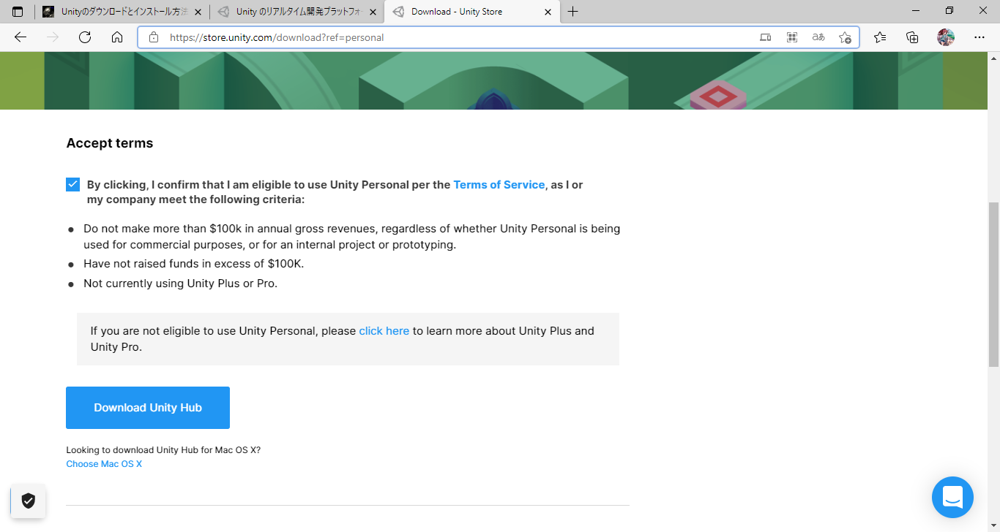 Unityのダウンロードとインストール方法
Unity のリアルタイム開発プラットフォー
Download - Unity Store
https://store.unity.com/download?ref=personal
aあ
Accept terms
By clicking, I confirm that I am eligible to use Unity Personal per the Terms of Service, as I or
my company meet the following criteria:
● Do not make more than $100k in annual gross revenues, regardless of whether Unity Personal is being
used for commercial purposes, or for an internal project or prototyping.
● Have not raised funds in excess of $100K.
● Not currently using Unity Plus or Pro.
If you are not eligible to use Unity Personal, please click here to learn more about Unity Plus and
Unity Pro.
Download Unity Hub
Looking to download Unity Hub for Mac OS X?
Choose Mac OS X